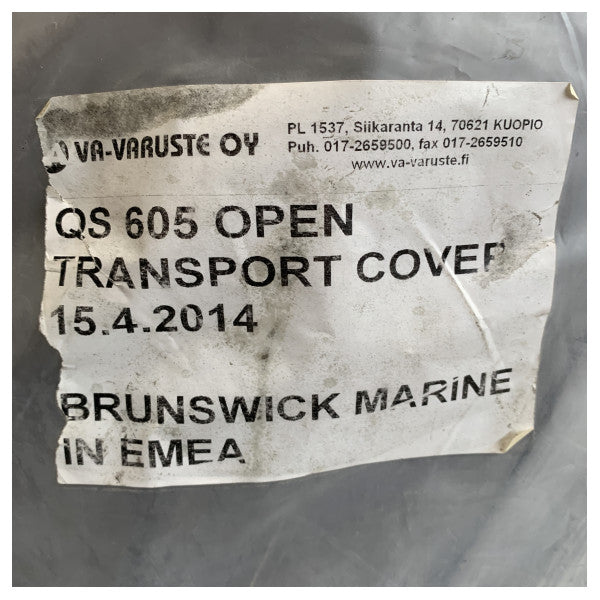 VA-VARUSTE OY
PL 1537, Siikaranta 14, 70621 KUOPIO
Puh. 017-2659500, fax 017-2659510
www.va-varuste.fi
QS 605 OPEN
TRANSPORT COVER
15.4.2014
BRUNSWICK MARINE
IN EMEA